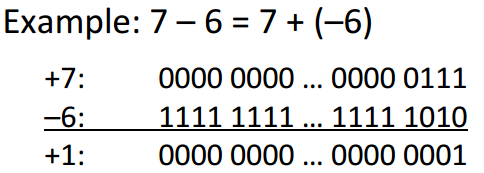 Example: 7 – 6 = 7 + (–6)
+7: 0000 0000 ... 0000 0111
–6: 1111 1111 ... 1111 1010
+1: 0000 0000 ... 0000 0001